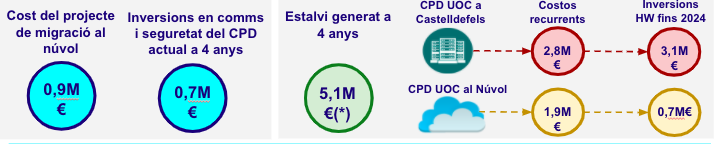 Cost del projecte
de migració al
núvol
0,9M
€
Inversions en comms
i seguretat del CPD
actual a 4 anys
0,7M
€
Estalvi generat a
4 anys
5,1M
€(*)
CPD UOC a
Castelldefels
Costos
recurrents
Inversions
HW fins 2024
2,8M
€
3,1M
€
CPD UOC al Núvol
1,9M
€
0,7M€